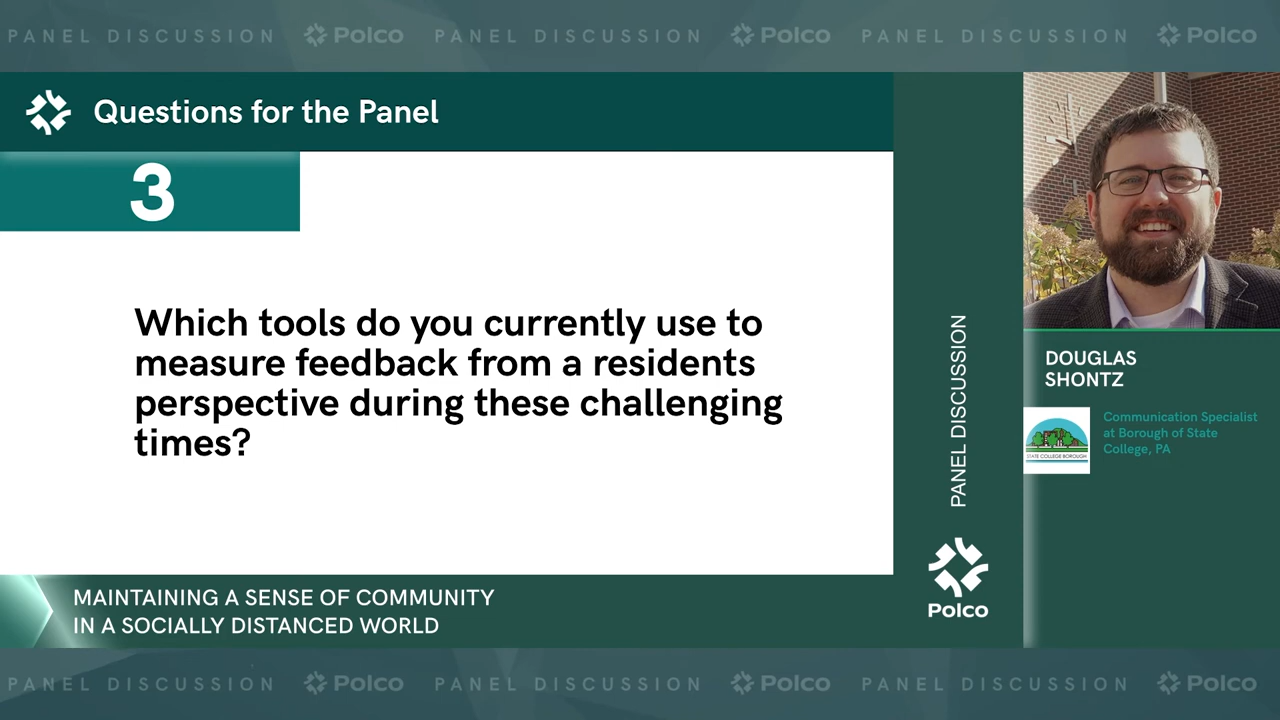 PANEL DISCUSSION Polco PANEL DISCUSSION Polco PANEL DISCUSSION Polco
Questions for the Panel
3
Which tools do you currently use to
measure feedback from a residents
perspective during these challenging
times?
MAINTAINING A SENSE OF COMMUNITY
IN A SOCIALLY DISTANCED WORLD
PANEL DISCUSSION
Polco
DOUGLAS
SHONTZ
STATE COLLEGE BOROUGH
Communication Specialist
at Borough of State
College, PA
PANEL DISCUSSION Polco PANEL DISCUSSION Polco PANEL DISCUSSION Polco